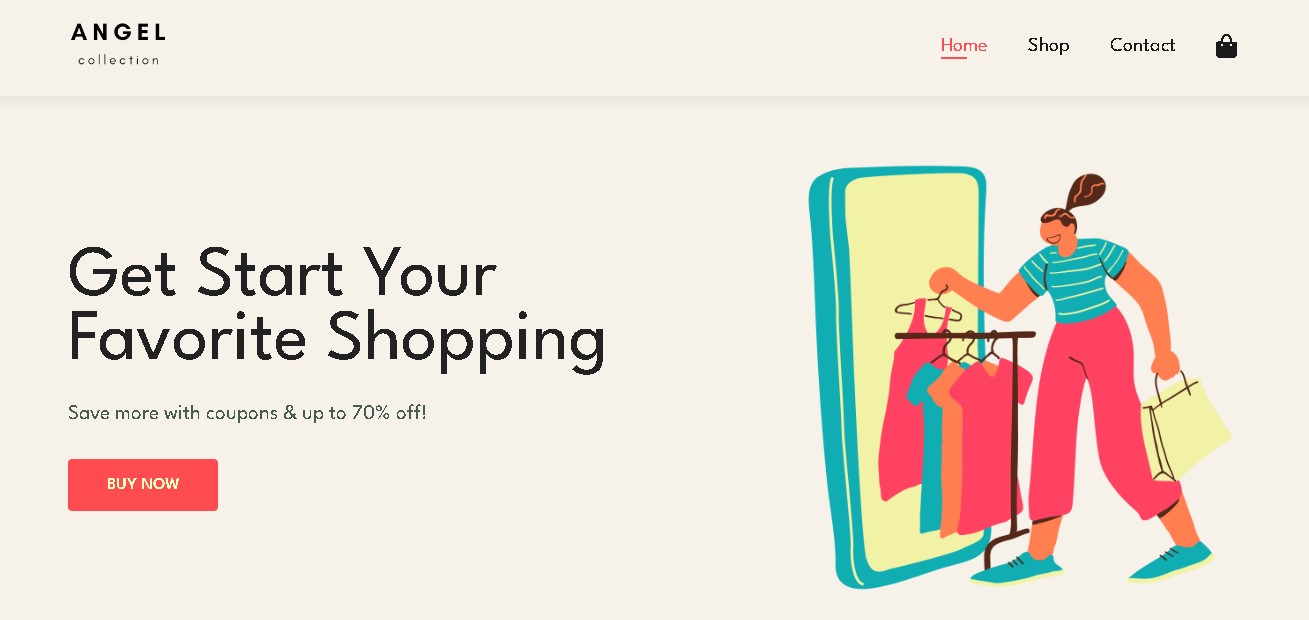 ANGEL
collection
Home Shop Contact
Get Start Your
Favorite Shopping
Save more with coupons & up to 70% off!
BUY NOW